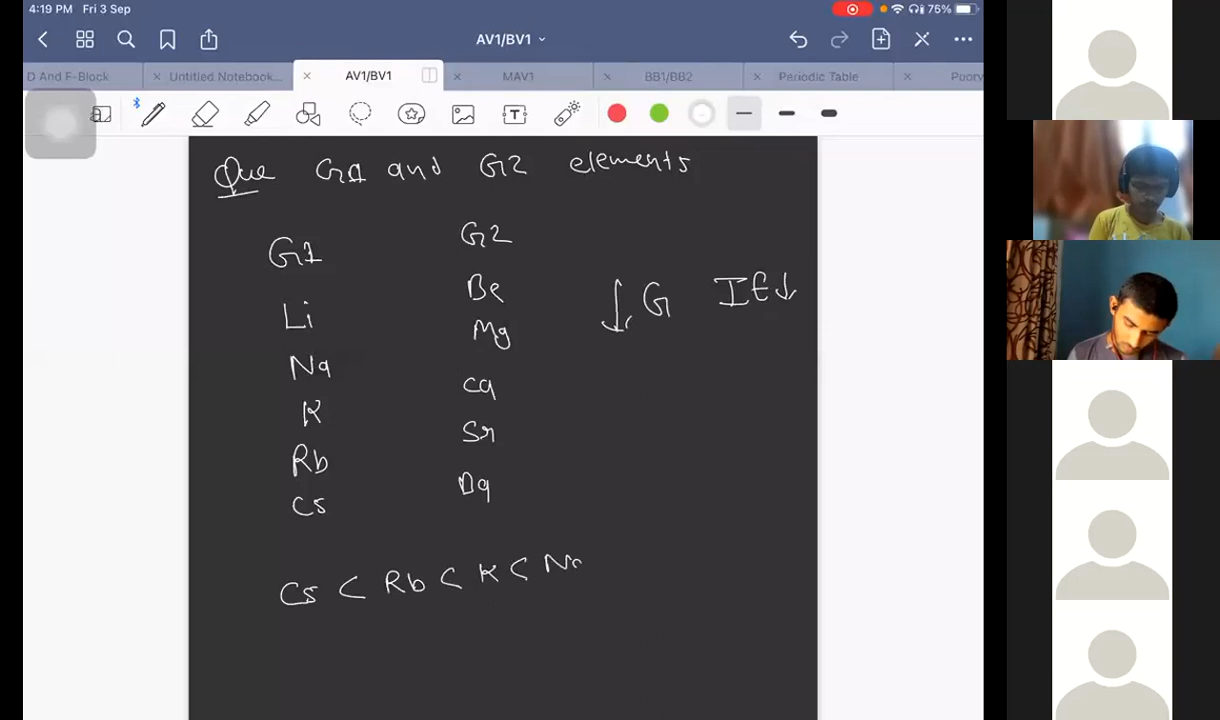 4:19 PM Fri 3 Sep
75%
AV1/BV1
D And F-Block
Untitled Notebook...
AV1/BV1
MAV1
BB1/BB2
Periodic Table
Poorv
Que G1 and G2 elements
G1 G2
Li Be
Na Mg
K Ca
Rb Sr
Cs Ba
↓ G IE↓
Cs < Rb < K < Na